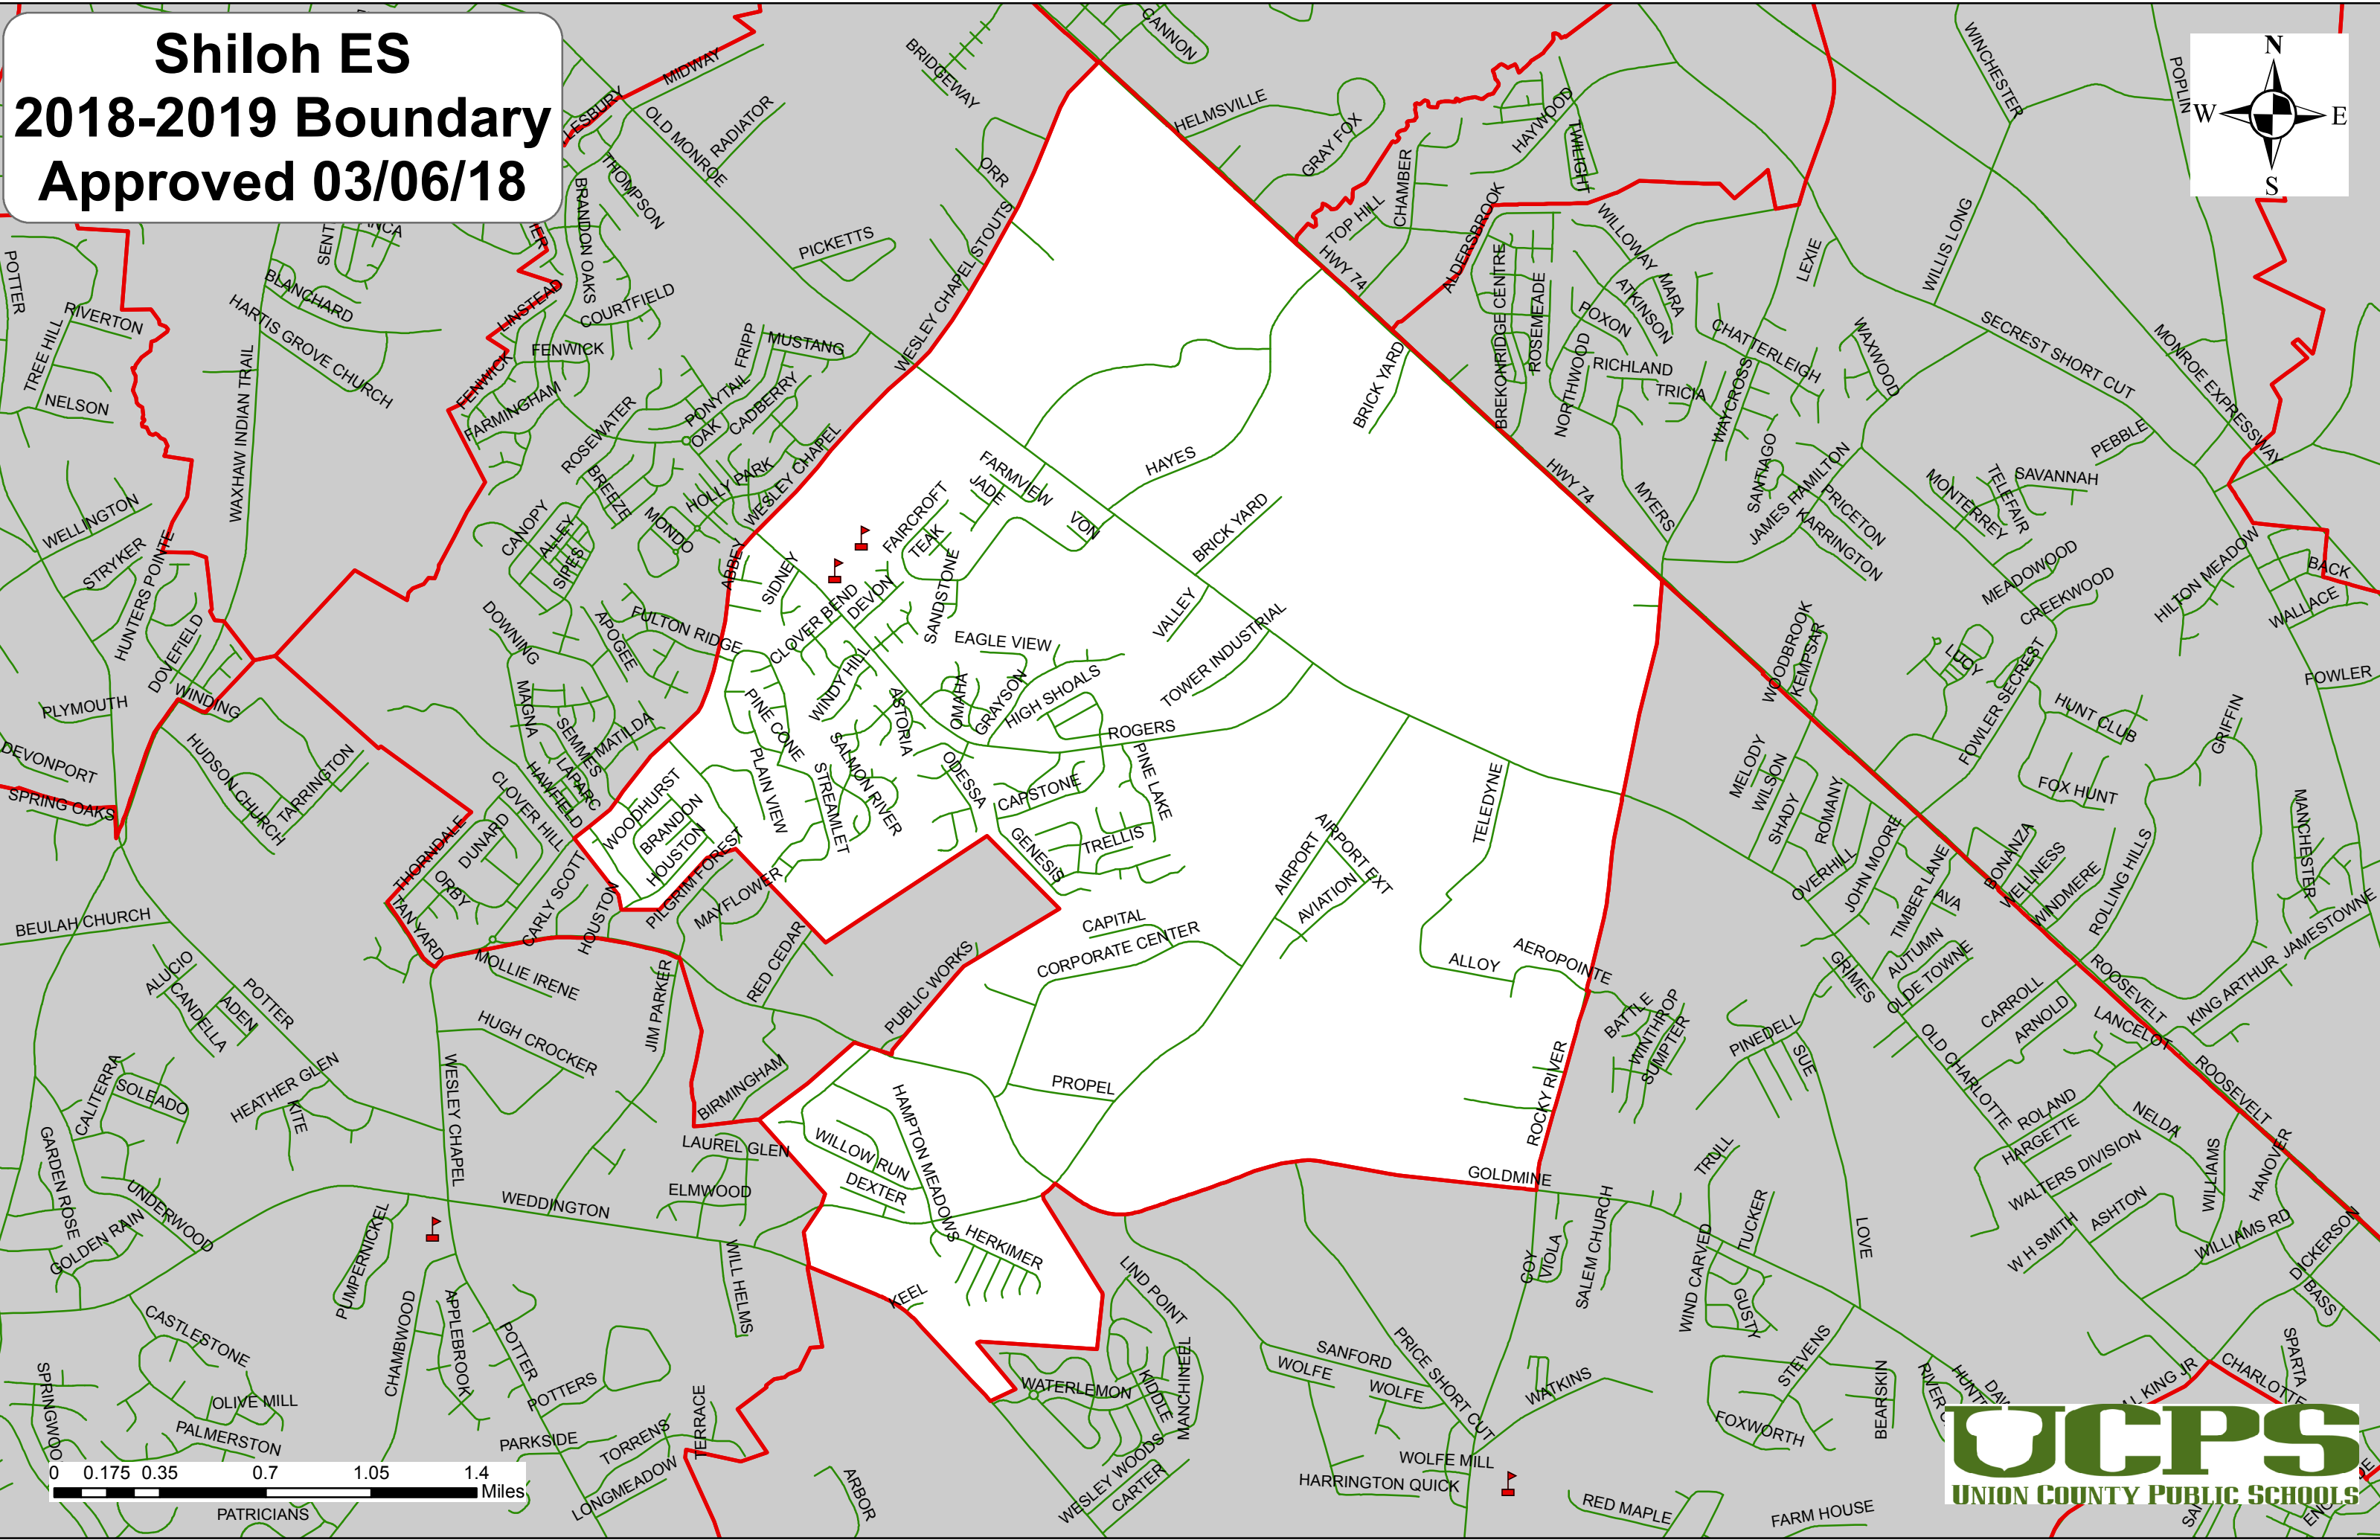 Shiloh ES
2018-2019 Boundary
Approved 03/06/18
N
W
E
S
CANNON
BRIDGEWAY
MIDWAY
OLD MONROE
RADIATOR
THOMPSON
BRANDON OAKS
ORR
PICKETTS
WESLEY CHAPEL STOUTS
HELMSVILLE
GRAY FOX
HAYWOOD
TWILIGHT
CHAMBER
TOP HILL
ALDERSBROOK
HWY 74
WINCHESTER
POPLIN
WILLIS LONG
LEXIE
WILLOWAY
MARA
ATKINSON
BREKONRIDGE CENTRE
ROSEMEADE
FOXON
RICHLAND
NORTHWOOD
TRICIA
CHATTERLEIGH
WAYCROSS
WAXWOOD
SECREST SHORT CUT
MONROE EXPRESSWAY
PEBBLE
SAVANNAH
TELEFAIR
MONTERREY
SANTIAGO
JAMES HAMILTON
PRICETON
KARRINGTON
MYERS
HWY 74
BRICK YARD
POTTER
RIVERTON
TREE HILL
NELSON
BLANCHARD
HARTIS GROVE CHURCH
WAXHAW INDIAN TRAIL
LINSTEAD
COURTFIELD
FENWICK
FENWICK
FARMINGHAM
FRIPP
MUSTANG
PONYTAIL
OAK
CADBERRY
ROSEWATER
BREEZE
HOLLY PARK
WESLEY CHAPEL
MONDO
CANOPY
ALLEY
SIPES
WELLINGTON
STRYKER
HUNTERS POINTE
DOVEFIELD
WINDING
PLYMOUTH
DEVONPORT
SPRING OAKS
HUDSON CHURCH
TARRINGTON
DOWNING
APOGEE
FULTON RIDGE
ABBEY
SIDNEY
CLOVER BEND
DEVON
FAIRCROFT
TEAK
SANDSTONE
JADE
FARMVIEW
VON
HAYES
BRICK YARD
VALLEY
TOWER INDUSTRIAL
EAGLE VIEW
OMAHA
GRAYSON
HIGH SHOALS
ROGERS
WINDY HILL
ASTORIA
PINE CONE
PLAIN VIEW
SALMON RIVER
STREAMLET
ODESSA
CAPSTONE
PINE LAKE
GENESIS
TRELLIS
MAGNA
SEMMES
MATILDA
LAPARC
HAWFIELD
CLOVER HILL
DUNARD
THORNDALE
ORBY
TANYARD
CARLY SCOTT
HOUSTON
WOODHURST
BRANDON
HOUSTON
PILGRIM FOREST
MAYFLOWER
RED CEDAR
PUBLIC WORKS
CAPITAL
CORPORATE CENTER
AIRPORT
AIRPORT EXT
AVIATION
TELEDYNE
ALLOY
AEROPOINTE
MEADOWOOD
CREEKWOOD
HILTON MEADOW
BACK
WALLACE
FOWLER
WOODBROOK
KEMPSAR
LUCY
FOWLER SECREST
HUNT CLUB
FOX HUNT
GRIFFIN
MANCHESTER
MELODY
WILSON
SHADY
ROMANY
OVERHILL
JOHN MOORE
TIMBER LANE
AVA
BONANZA
WELLNESS
WINDMERE
ROLLING HILLS
AUTUMN
OLDE TOWNE
GRIMES
JAMESTOWNE
KING ARTHUR
ROOSEVELT
LANCELOT
CARROLL
ARNOLD
OLD CHARLOTTE
ROOSEVELT
BATTLE
WINTHROP
SUMPTER
PINEDELL
SUE
ROCKY RIVER
BEULAH CHURCH
ALUCIO
CANDELLA
ADEN
POTTER
MOLLIE IRENE
HUGH CROCKER
JIM PARKER
BIRMINGHAM
CALITERRA
SOLEADO
HEATHER GLEN
KITE
GARDEN ROSE
UNDERWOOD
GOLDEN RAIN
WESLEY CHAPEL
WEDDINGTON
LAUREL GLEN
ELMWOOD
WILL HELMS
PUMPERNICKEL
HAMPTON MEADOWS
WILLOW RUN
DEXTER
PROPEL
HERKIMER
KEEL
GOLDMINE
COY
VIOLA
SALEM CHURCH
TRULL
TUCKER
WIND CARVED
GUSTY
LOVE
ROLAND
HARGETTE
NELDA
WALTERS DIVISION
ASHTON
W H SMITH
WILLIAMS
HANOVER
WILLIAMS RD
DICKERSON
BASS
SPARTA
CHARLOTTE
CASTLESTONE
OLIVE MILL
PALMERSTON
SPRINGWOO
CHAMBWOOD
APPLEBROOK
POTTER
POTTERS
PARKSIDE
TORRENS
LONGMEADOW
TERRACE
PATRICIANS
ARBOR
LIND POINT
WATERLEMON
KIDDLE
MANCHINEEL
WESLEY WOODS
CARTER
SANFORD
WOLFE
WOLFE
PRICE SHORT CUT
WATKINS
WOLFE MILL
HARRINGTON QUICK
RED MAPLE
FARM HOUSE
STEVENS
FOXWORTH
BEARSKIN
0 0.175 0.35 0.7 1.05 1.4
Miles
UCPS
UNION COUNTY PUBLIC SCHOOLS